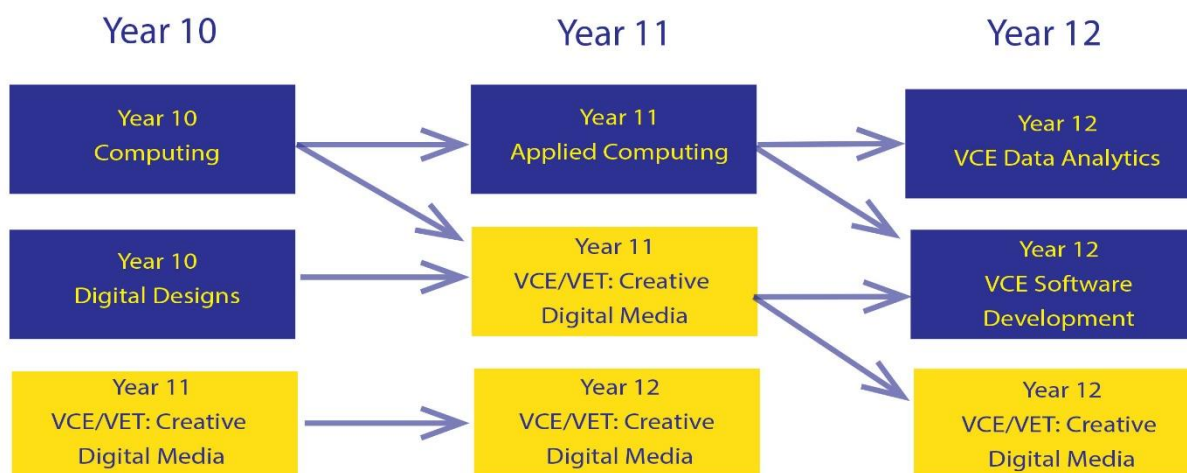 Year 10
Year 11
Year 12
Year 10
Computing
Year 11
Applied Computing
Year 12
VCE Data Analytics
Year 10
Digital Designs
Year 11
VCE/VET: Creative
Digital Media
Year 12
VCE Software
Development
Year 11
VCE/VET: Creative
Digital Media
Year 12
VCE/VET: Creative
Digital Media
Year 12
VCE/VET: Creative
Digital Media